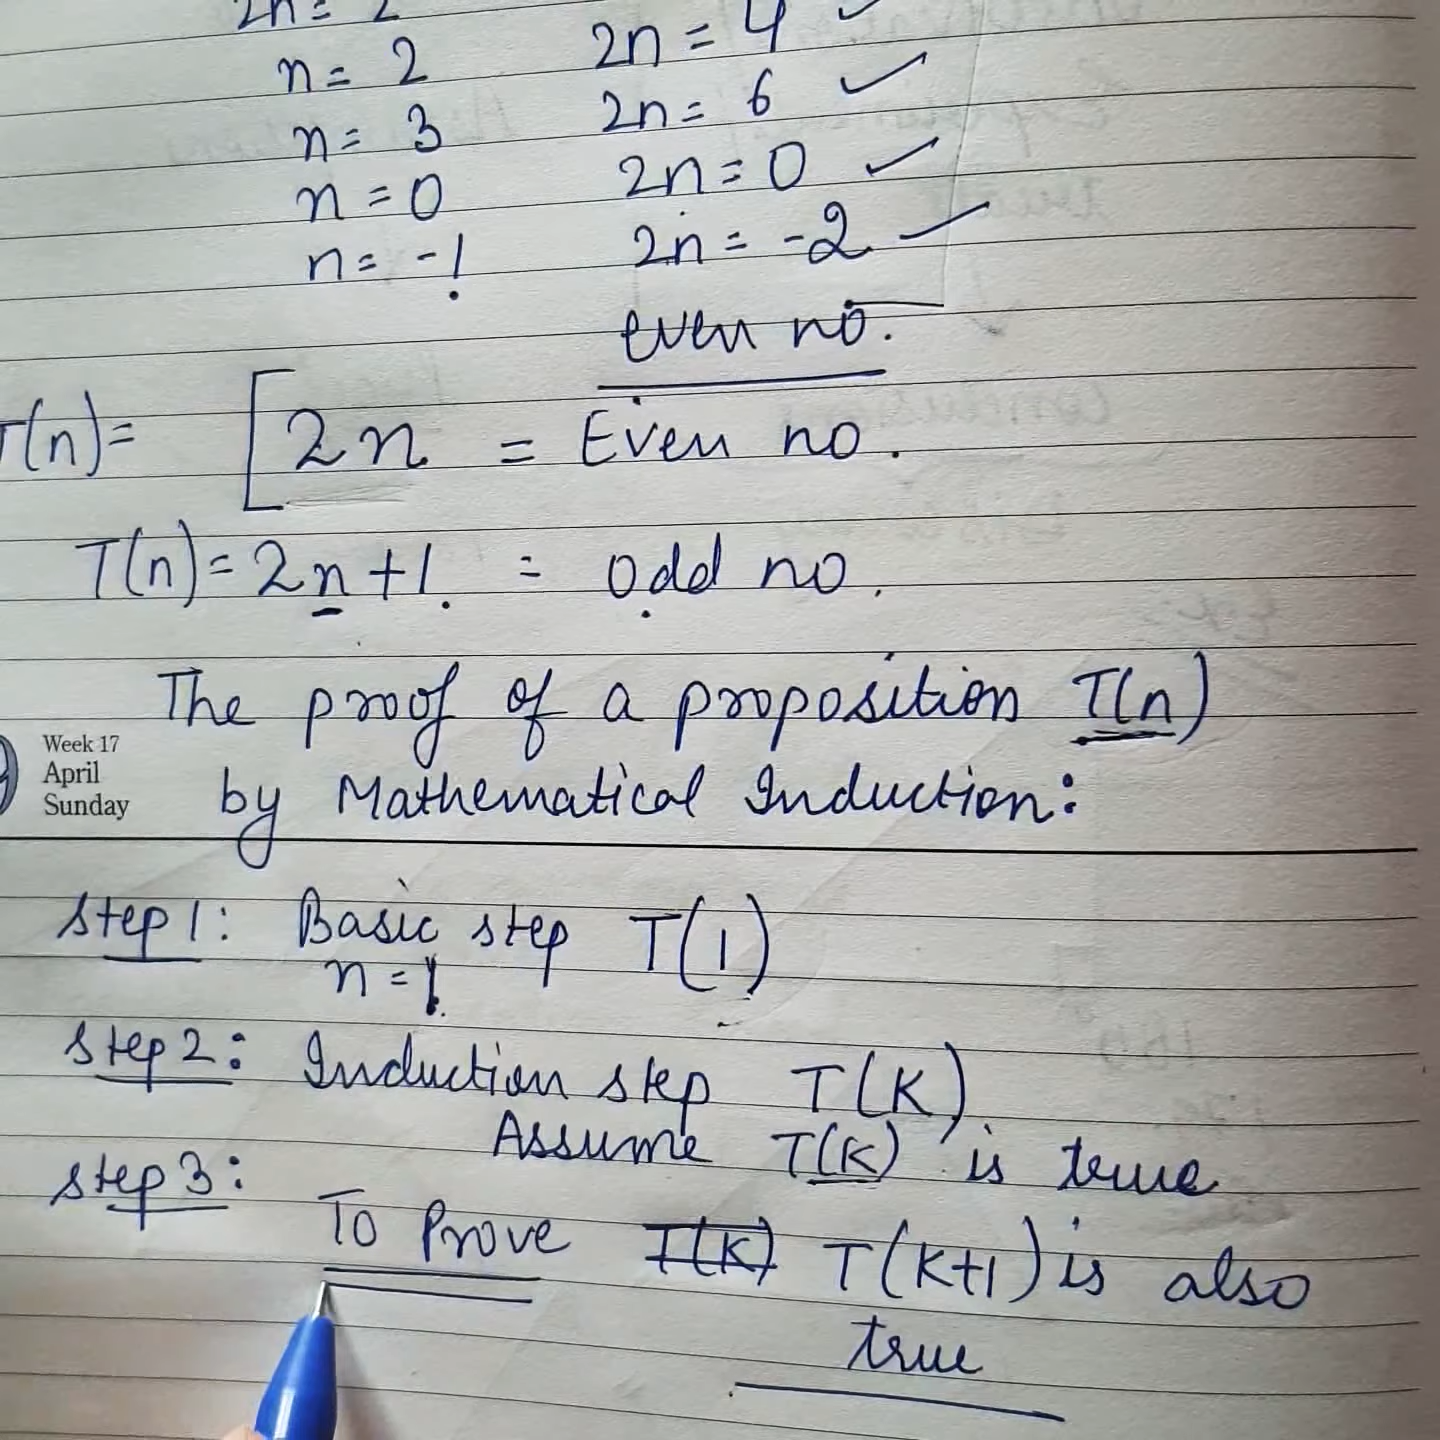 2n= 2
n= 2 2n = 4
n= 3 2n= 6
n=0 2n=0
n= -1 2n= -2
even no.
T(n)= [2n = Even no.
T(n)= 2n+1. = Odd no.
The proof of a proposition T(n)
Week 17
April
Sunday
by Mathematical Induction:
Step 1: Basic step T(1)
n=1.
Step 2: Induction step T(K)
Assume T(K) is true
Step 3:
To Prove T(K) T(K+1) is also
true